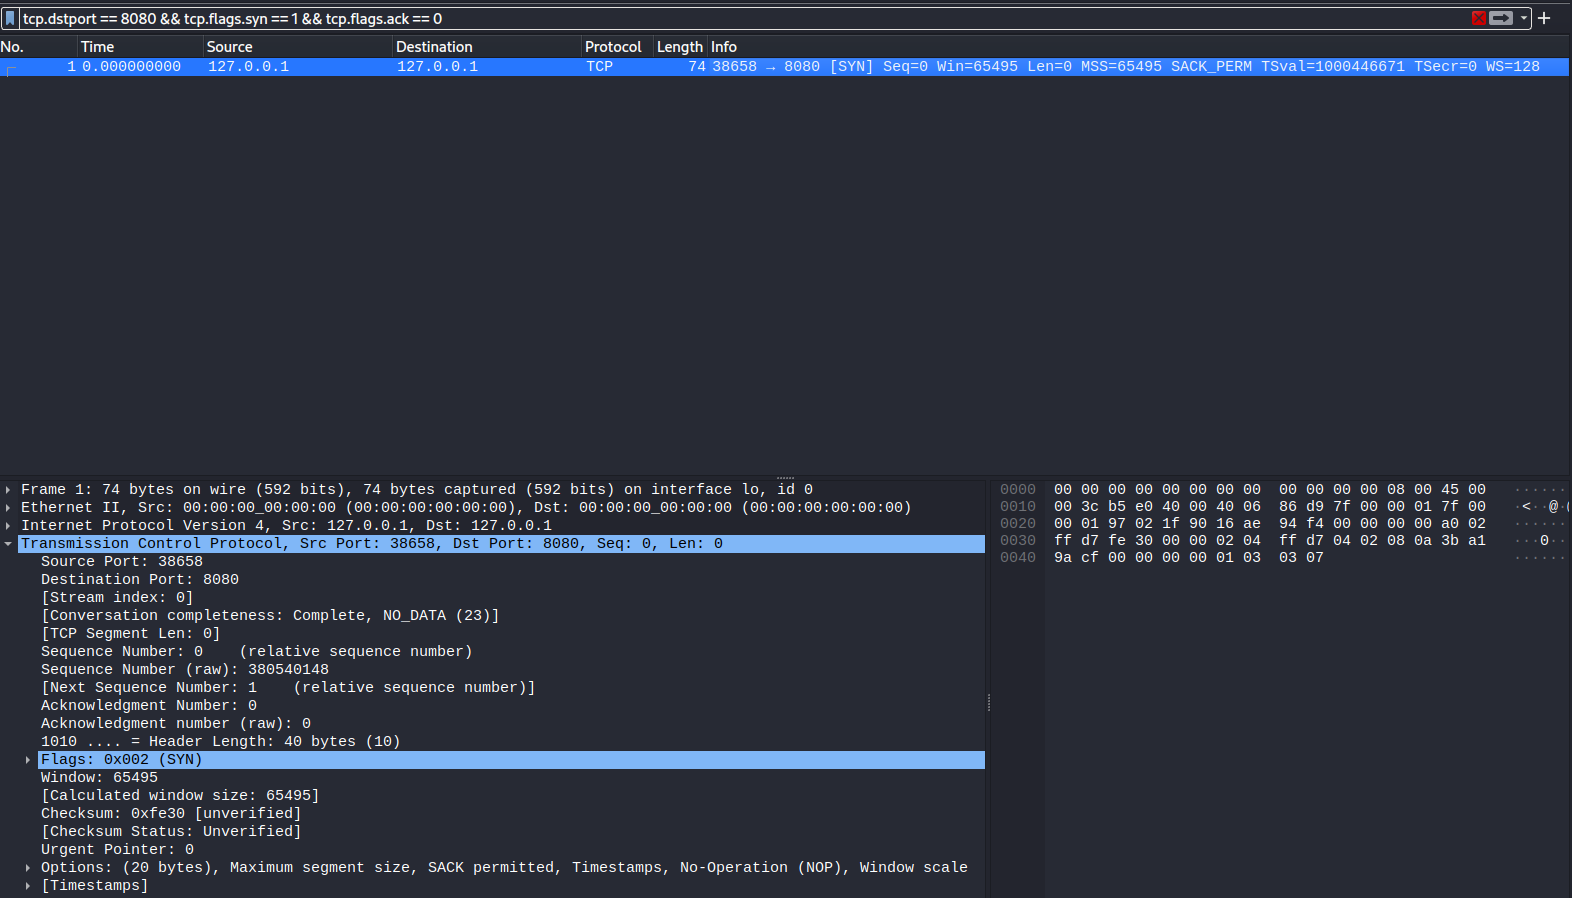 tcp.dstport == 8080 && tcp.flags.syn == 1 && tcp.flags.ack == 0
No. Time Source Destination Protocol Length Info
1 0.000000000 127.0.0.1 127.0.0.1 TCP 74 38658 → 8080 [SYN] Seq=0 Win=65495 Len=0 MSS=65495 SACK_PERM TSval=1000446671 TSecr=0 WS=128
Frame 1: 74 bytes on wire (592 bits), 74 bytes captured (592 bits) on interface lo, id 0
Ethernet II, Src: 00:00:00_00:00:00 (00:00:00:00:00:00), Dst: 00:00:00_00:00:00 (00:00:00:00:00:00)
Internet Protocol Version 4, Src: 127.0.0.1, Dst: 127.0.0.1
Transmission Control Protocol, Src Port: 38658, Dst Port: 8080, Seq: 0, Len: 0
Source Port: 38658
Destination Port: 8080
[Stream index: 0]
[Conversation completeness: Complete, NO_DATA (23)]
[TCP Segment Len: 0]
Sequence Number: 0    (relative sequence number)
Sequence Number (raw): 380540148
[Next Sequence Number: 1    (relative sequence number)]
Acknowledgment Number: 0
Acknowledgment number (raw): 0
1010 .... = Header Length: 40 bytes (10)
Flags: 0x002 (SYN)
Window: 65495
[Calculated window size: 65495]
Checksum: 0xfe30 [unverified]
[Checksum Status: Unverified]
Urgent Pointer: 0
Options: (20 bytes), Maximum segment size, SACK permitted, Timestamps, No-Operation (NOP), Window scale
[Timestamps]
0000 00 00 00 00 00 00 00 00 00 00 00 00 08 00 45 00 ······
0010 00 3c b5 e0 40 00 40 06 86 d9 7f 00 00 01 7f 00 ·<··@·(
0020 00 01 97 02 1f 90 16 ae 94 f4 00 00 00 00 a0 02 ······
0030 ff d7 fe 30 00 00 02 04 ff d7 04 02 08 0a 3b a1 ···0··
0040 9a cf 00 00 00 00 01 03 03 07 ······